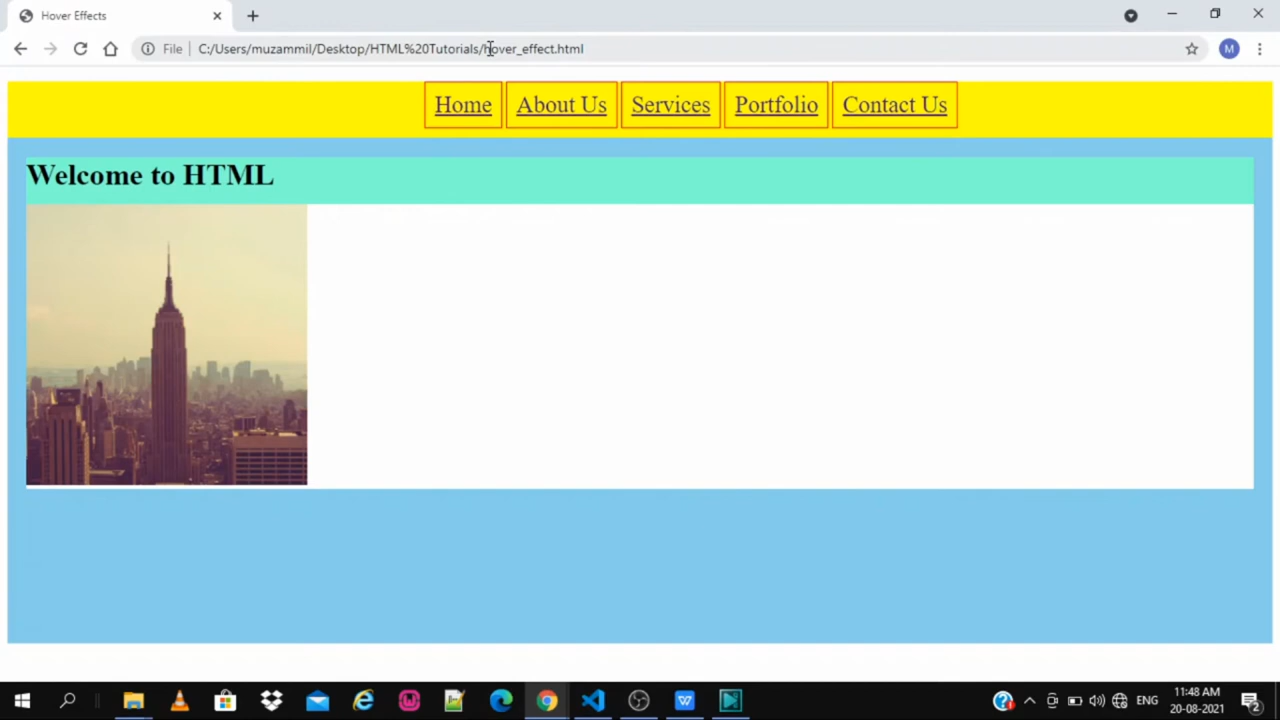 Hover Effects
File C:/Users/muzammil/Desktop/HTML%20Tutorials/hover_effect.html
M
Home About Us Services Portfolio Contact Us
Welcome to HTML
ENG
11:48 AM
20-08-2021
2